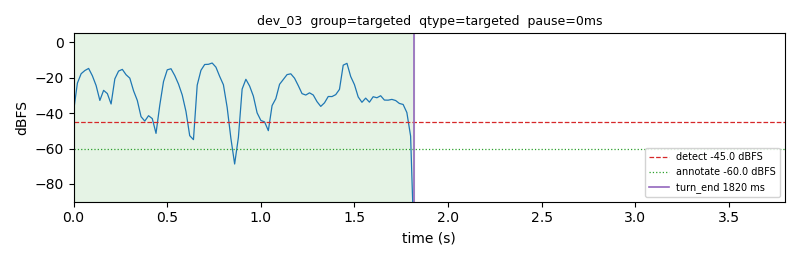 dev_03  group=targeted  qtype=targeted  pause=0ms
0
−20
−40
−60
−80
dBFS
detect -45.0 dBFS
annotate -60.0 dBFS
turn_end 1820 ms
0.0 0.5 1.0 1.5 2.0 2.5 3.0 3.5
time (s)